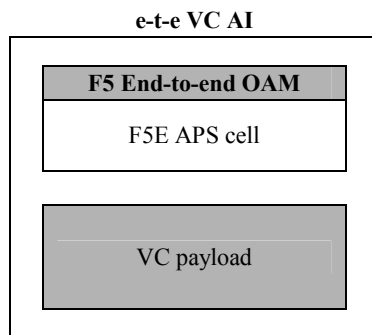 e-t-e VC AI
F5 End-to-end OAM
F5E APS cell
VC payload